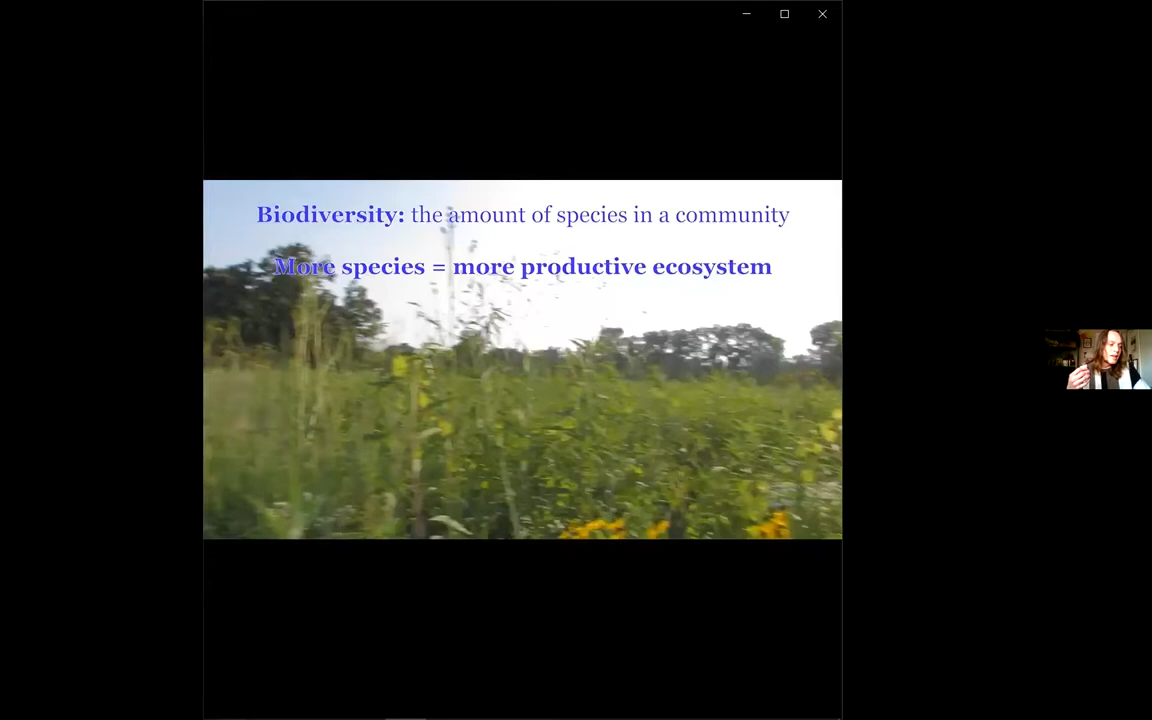 Biodiversity: the amount of species in a community
More species = more productive ecosystem